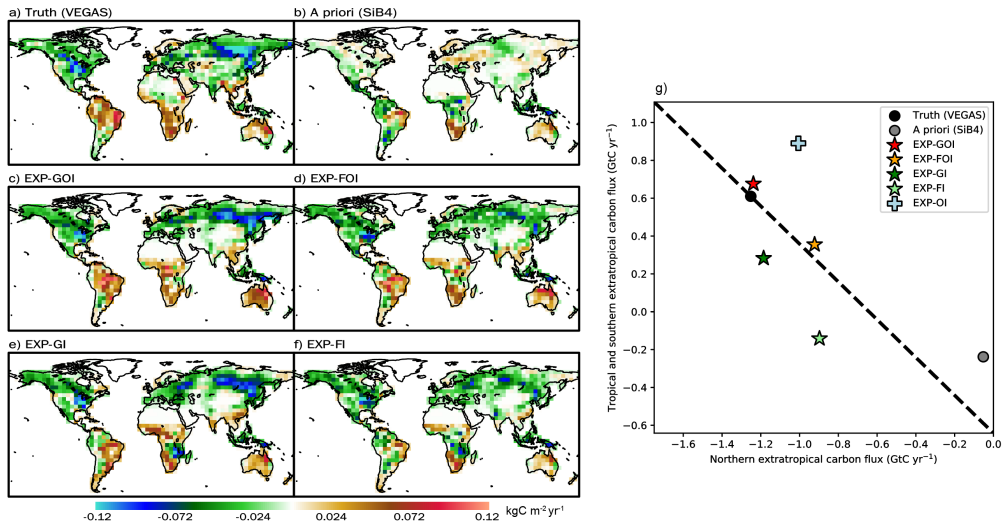 a) Truth (VEGAS)
b) A priori (SiB4)
c) EXP-GOI
d) EXP-FOI
e) EXP-GI
f) EXP-FI
-0.12 -0.072 -0.024 0.024 0.072 0.12 kgC m⁻² yr⁻¹
g)
Tropical and southern extratropical carbon flux (GtC yr⁻¹)
1.0
0.8
0.6
0.4
0.2
0.0
−0.2
−0.4
−0.6
Truth (VEGAS)
A priori (SiB4)
EXP-GOI
EXP-FOI
EXP-GI
EXP-FI
EXP-OI
−1.6 −1.4 −1.2 −1.0 −0.8 −0.6 −0.4 −0.2 0.0
Northern extratropical carbon flux (GtC yr⁻¹)